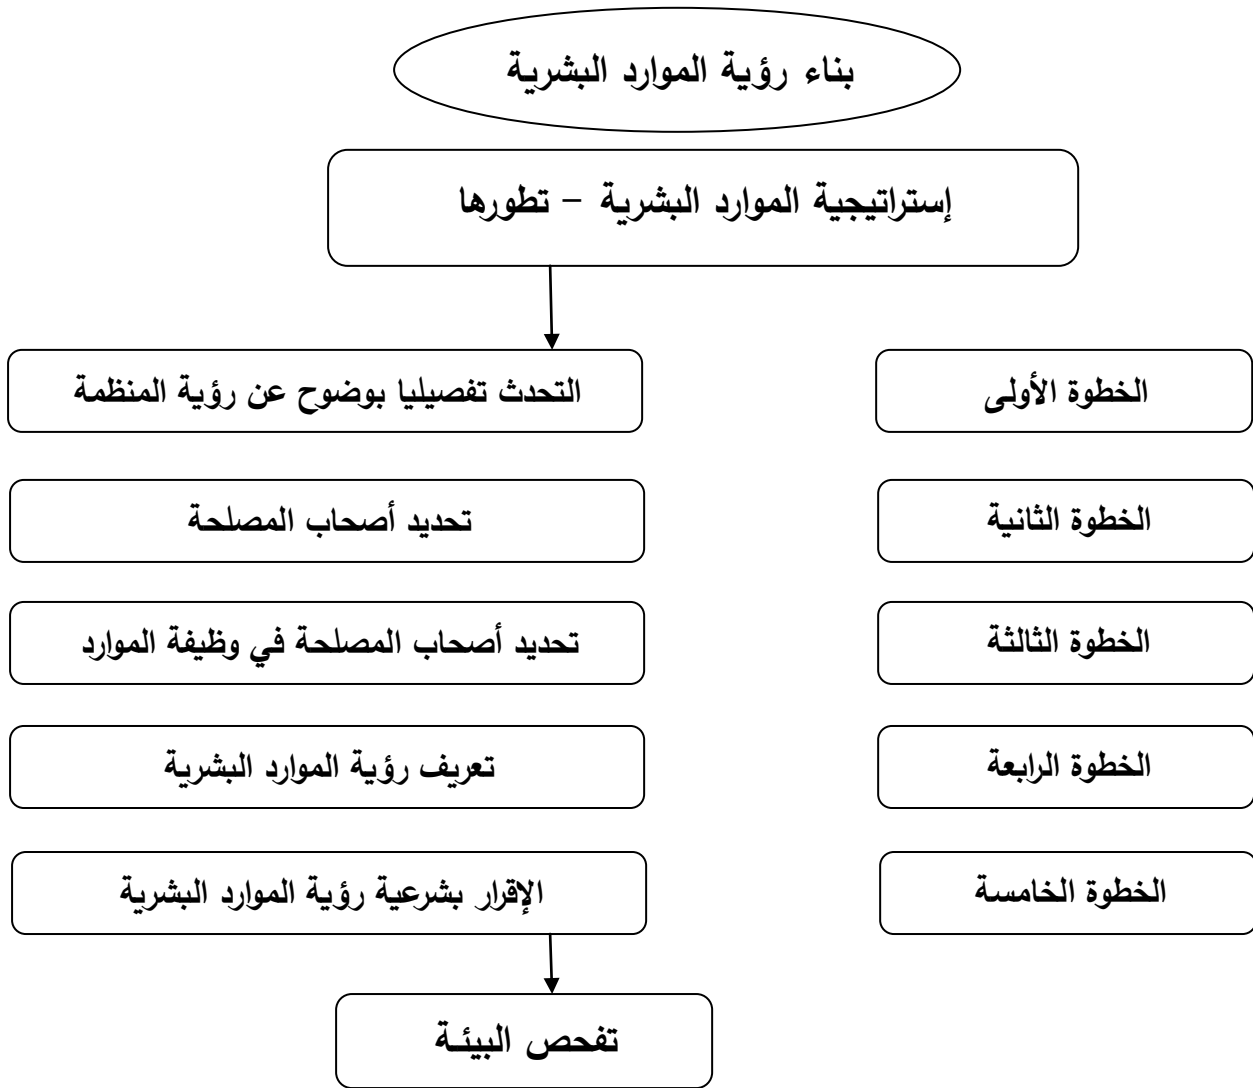 بناء رؤية الموارد البشرية
إستراتيجية الموارد البشرية – تطورها
الخطوة الأولى
التحدث تفصيليا بوضوح عن رؤية المنظمة
الخطوة الثانية
تحديد أصحاب المصلحة
الخطوة الثالثة
تحديد أصحاب المصلحة في وظيفة الموارد
الخطوة الرابعة
تعريف رؤية الموارد البشرية
الخطوة الخامسة
الإقرار بشرعية رؤية الموارد البشرية
تفحص البيئـة